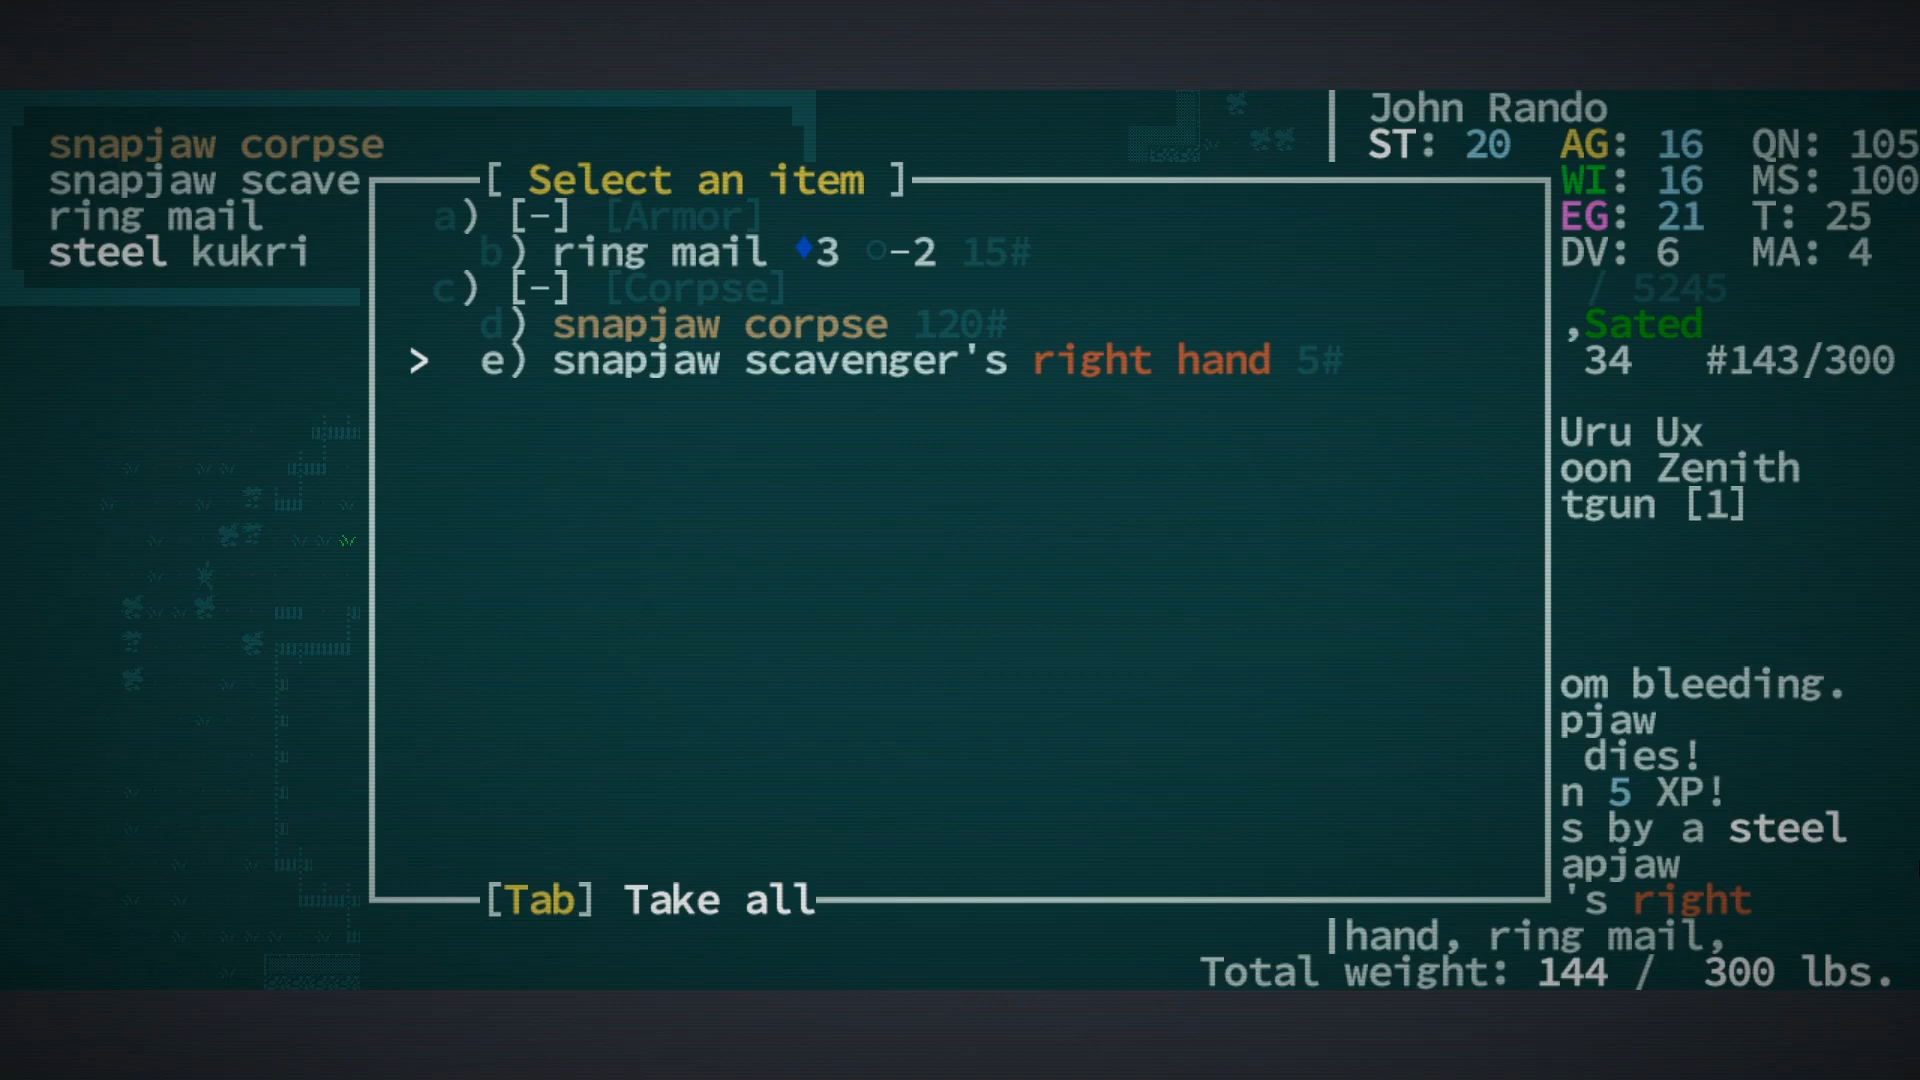 John Rando
snapjaw corpse
ST: 20 AG: 16 QN: 105
snapjaw scave
[ Select an item ]
WI: 16 MS: 100
ring mail
a) [-] [Armor]
EG: 21 T: 25
steel kukri
b) ring mail ♦3 ○-2 15#
DV: 6 MA: 4
c) [-] [Corpse]
/ 5245
d) snapjaw corpse 120#
,Sated
> e) snapjaw scavenger's right hand 5#
34 #143/300
Uru Ux
oon Zenith
tgun [1]
om bleeding.
pjaw
dies!
n 5 XP!
s by a steel
apjaw
[Tab] Take all
's right
hand, ring mail,
Total weight: 144 / 300 lbs.